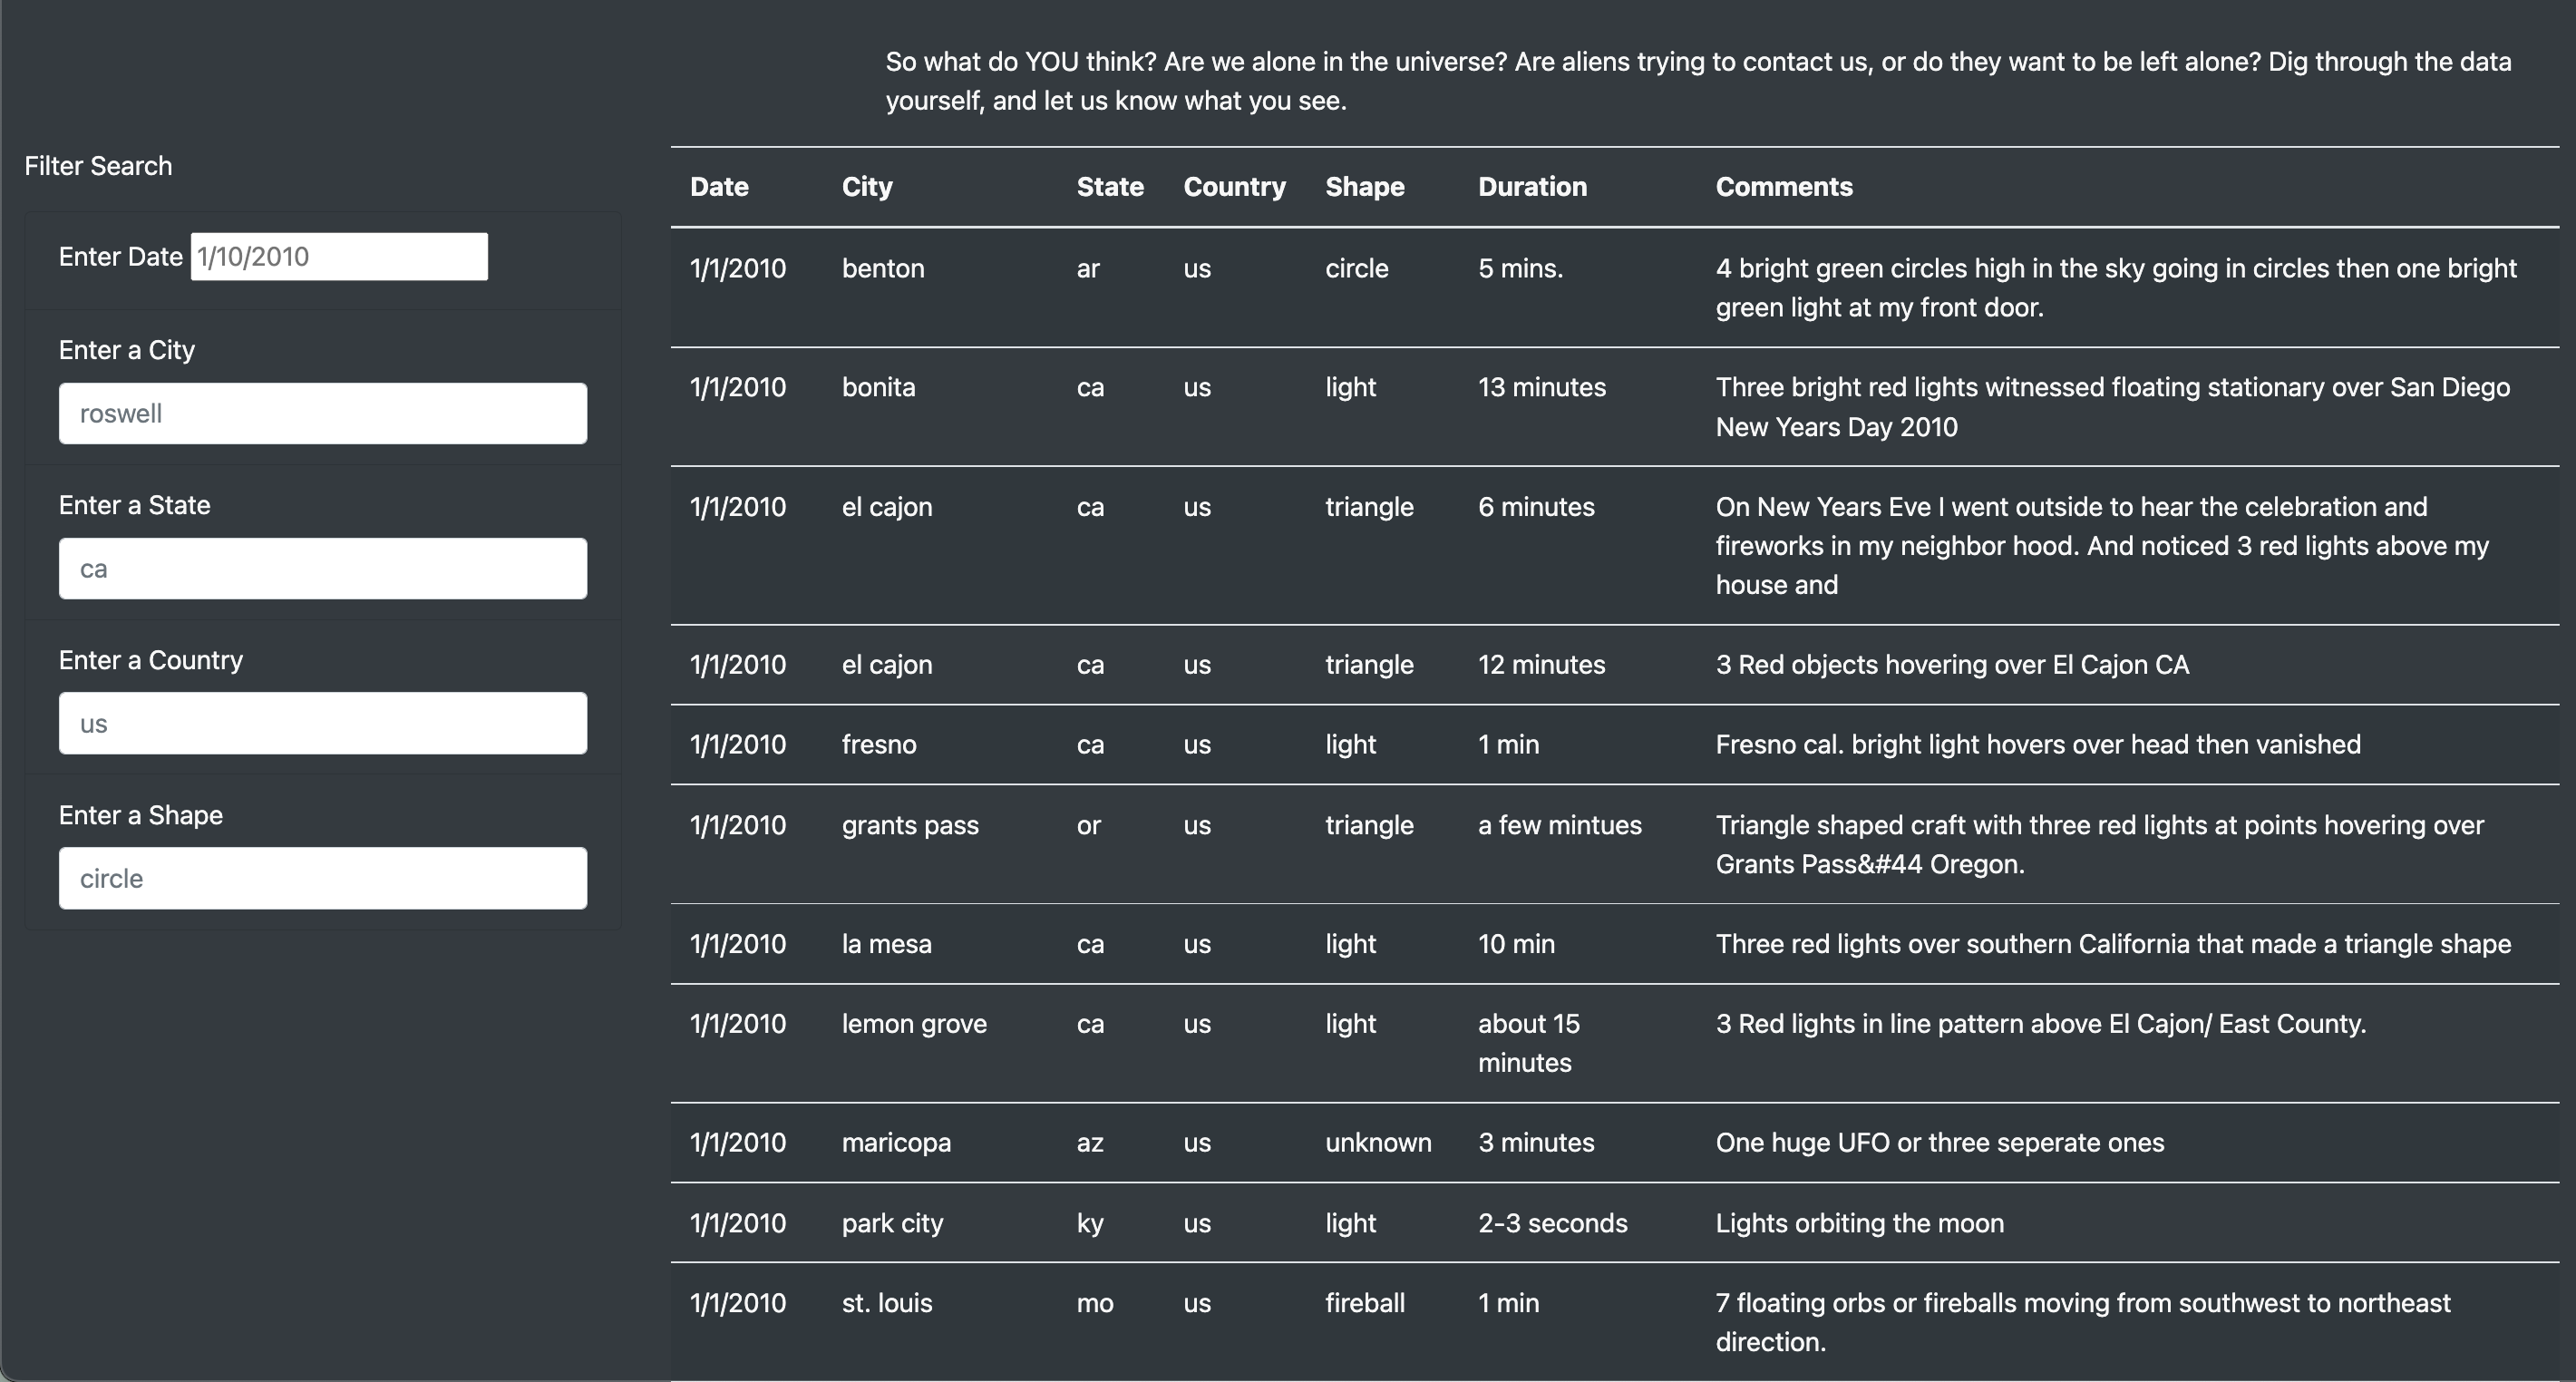 So what do YOU think? Are we alone in the universe? Are aliens trying to contact us, or do they want to be left alone? Dig through the data
yourself, and let us know what you see.
Filter Search
Enter Date 1/10/2010
Enter a City
roswell
Enter a State
ca
Enter a Country
us
Enter a Shape
circle
Date City State Country Shape Duration Comments
1/1/2010 benton ar us circle 5 mins. 4 bright green circles high in the sky going in circles then one bright
green light at my front door.
1/1/2010 bonita ca us light 13 minutes Three bright red lights witnessed floating stationary over San Diego
New Years Day 2010
1/1/2010 el cajon ca us triangle 6 minutes On New Years Eve I went outside to hear the celebration and
fireworks in my neighbor hood. And noticed 3 red lights above my
house and
1/1/2010 el cajon ca us triangle 12 minutes 3 Red objects hovering over El Cajon CA
1/1/2010 fresno ca us light 1 min Fresno cal. bright light hovers over head then vanished
1/1/2010 grants pass or us triangle a few mintues Triangle shaped craft with three red lights at points hovering over
Grants Pass&#44 Oregon.
1/1/2010 la mesa ca us light 10 min Three red lights over southern California that made a triangle shape
1/1/2010 lemon grove ca us light about 15 3 Red lights in line pattern above El Cajon/ East County.
minutes
1/1/2010 maricopa az us unknown 3 minutes One huge UFO or three seperate ones
1/1/2010 park city ky us light 2-3 seconds Lights orbiting the moon
1/1/2010 st. louis mo us fireball 1 min 7 floating orbs or fireballs moving from southwest to northeast
direction.